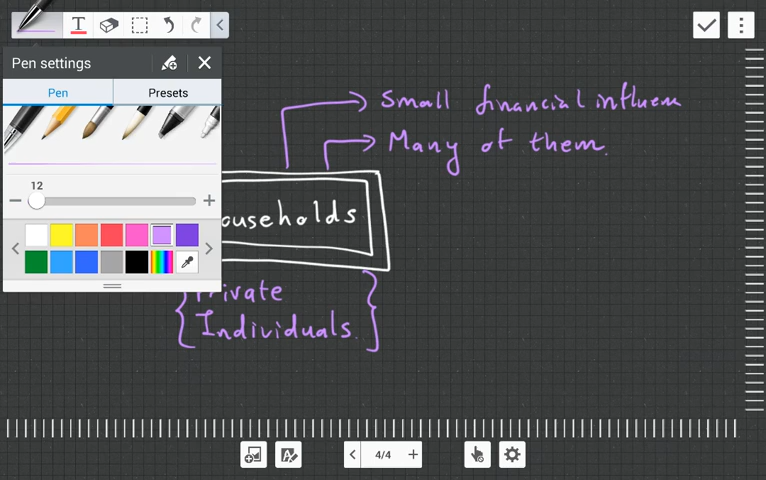 Pen settings
Pen
Presets
12
Small financial influen
Many of them.
ouseholds
Private
Individuals.
4/4